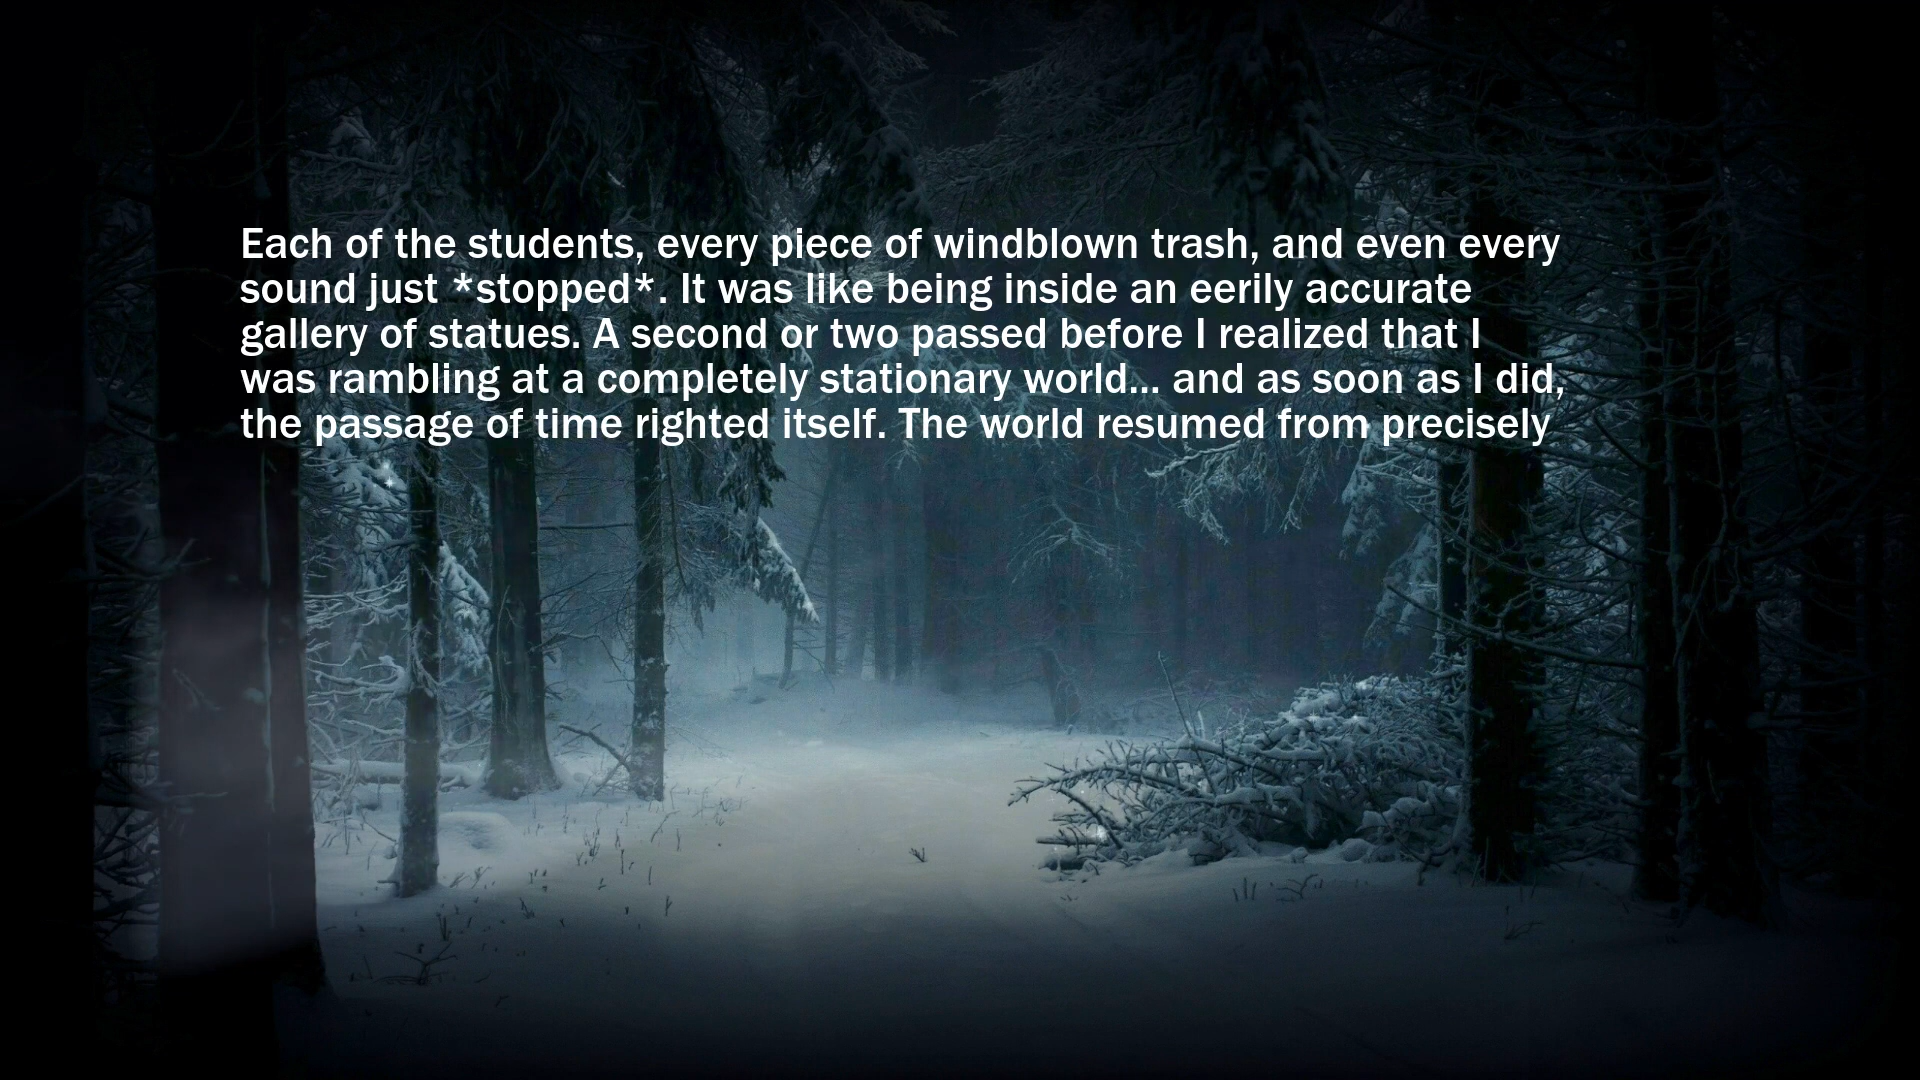 Each of the students, every piece of windblown trash, and even every
sound just *stopped*. It was like being inside an eerily accurate
gallery of statues. A second or two passed before I realized that I
was rambling at a completely stationary world... and as soon as I did,
the passage of time righted itself. The world resumed from precisely